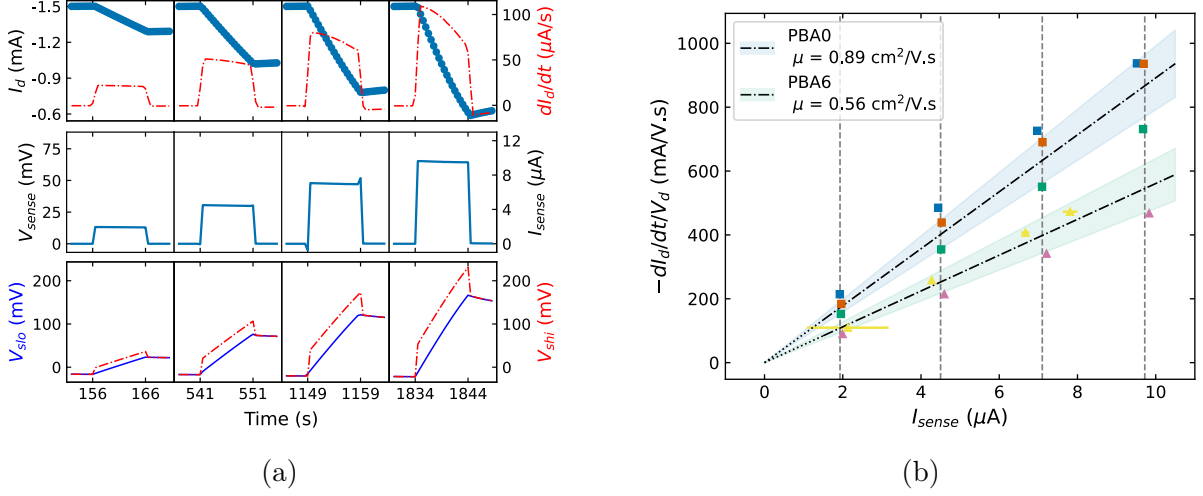 -1.5
-1.2
-0.9
-0.6
I_d (mA)
100
50
0
dI_d/dt (μA/s)
75
50
25
0
V_sense (mV)
12
8
4
0
I_sense (μA)
200
100
0
V_slo (mV)
200
100
0
V_shi (mV)
156 166 541 551 1149 1159 1834 1844
Time (s)
(a)
PBA0
μ = 0.89 cm²/V.s
PBA6
μ = 0.56 cm²/V.s
1000
800
600
400
200
0
−dI_d/dt/V_d (mA/V.s)
0 2 4 6 8 10
I_sense (μA)
(b)